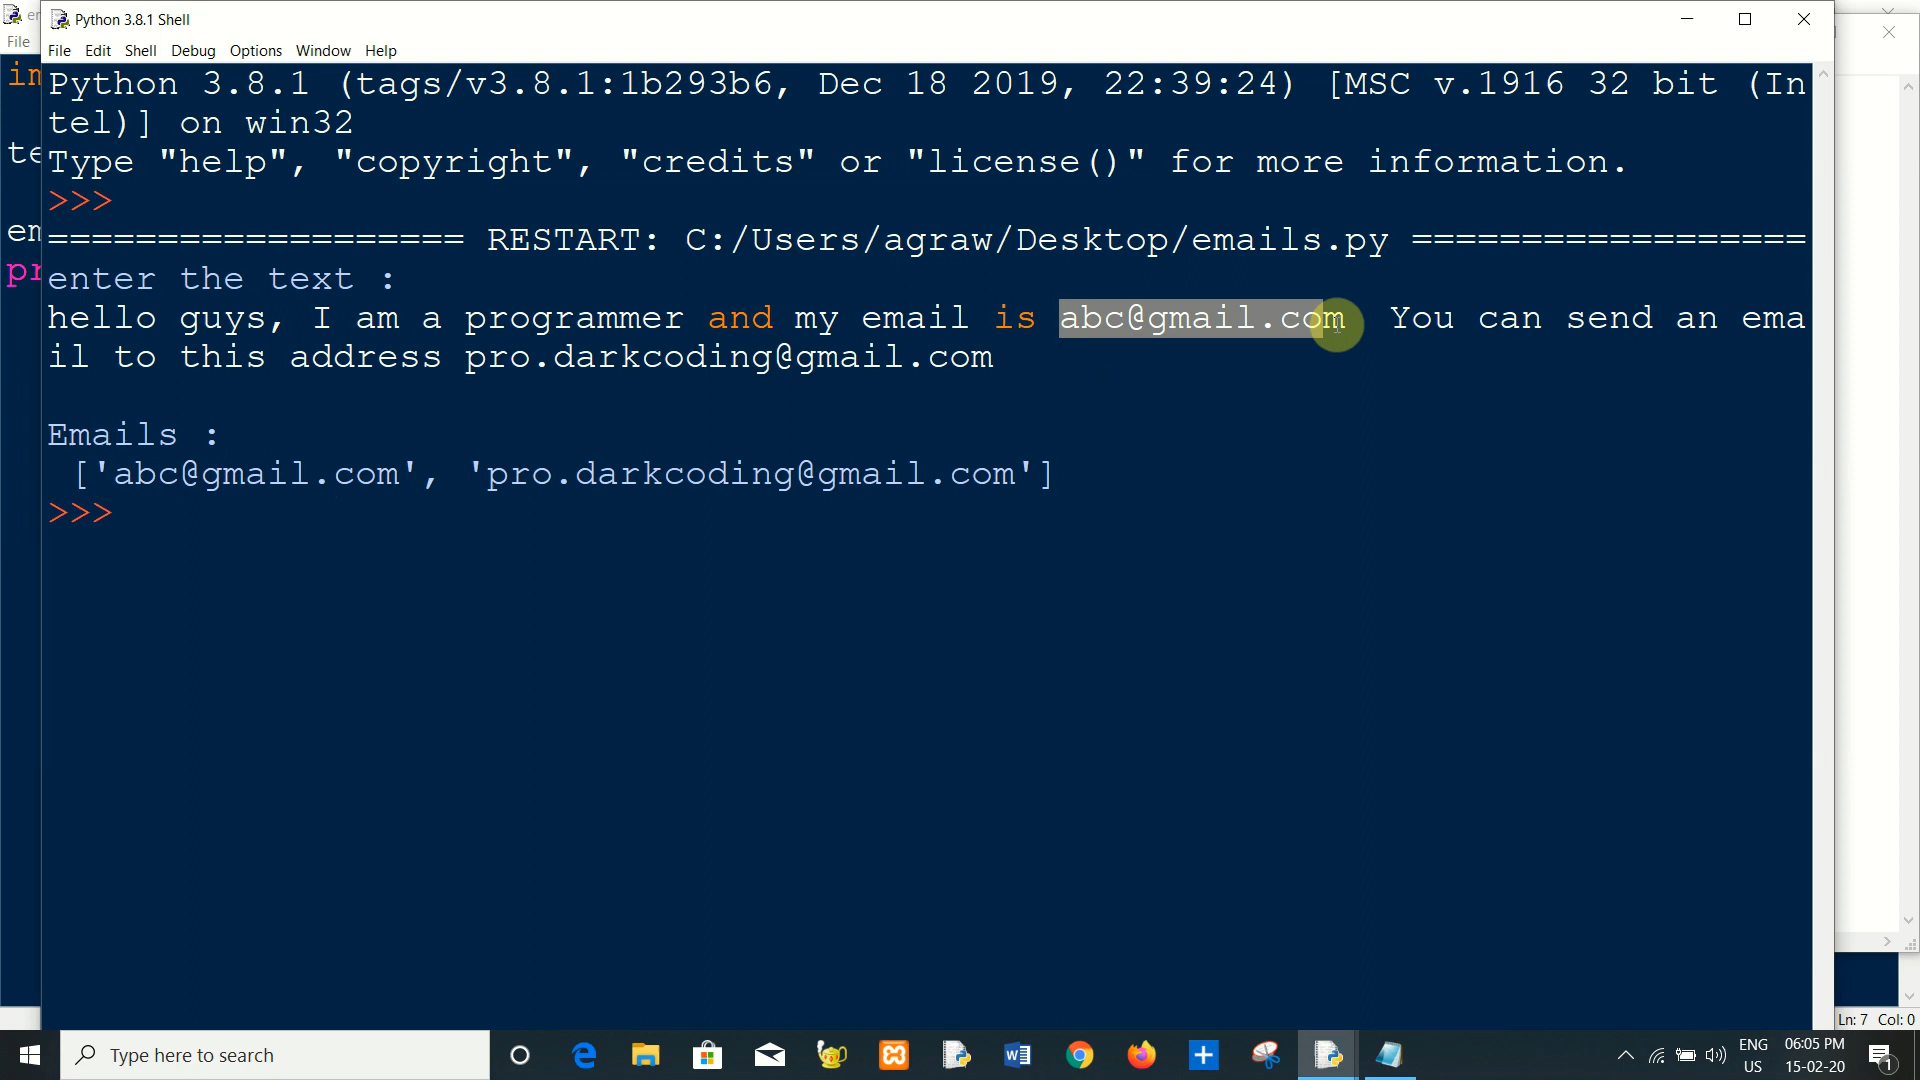 Python 3.8.1 Shell
File Edit Shell Debug Options Window Help
File
Python 3.8.1 (tags/v3.8.1:1b293b6, Dec 18 2019, 22:39:24) [MSC v.1916 32 bit (In
tel)] on win32
Type "help", "copyright", "credits" or "license()" for more information.
>>>
=================== RESTART: C:/Users/agraw/Desktop/emails.py ==================
enter the text :
hello guys, I am a programmer and my email is abc@gmail.com  You can send an ema
il to this address pro.darkcoding@gmail.com
Emails :
['abc@gmail.com', 'pro.darkcoding@gmail.com']
>>>
Ln: 7 Col: 0
Type here to search
ENG
US
06:05 PM
15-02-20
1